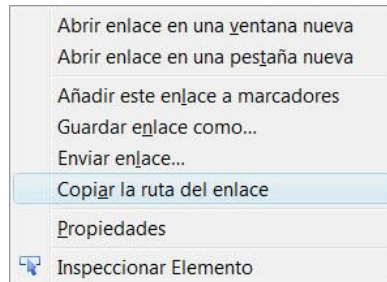 Abrir enlace en una ventana nueva
Abrir enlace en una pestaña nueva
Añadir este enlace a marcadores
Guardar enlace como...
Enviar enlace...
Copiar la ruta del enlace
Propiedades
Inspeccionar Elemento